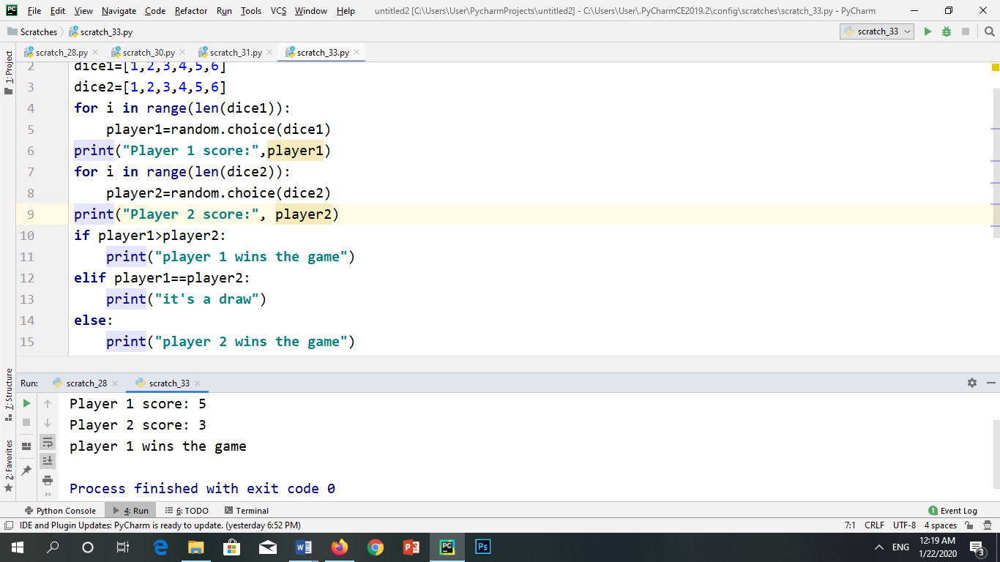 PC File Edit View Navigate Code Refactor Run Tools VCS Window Help untitled2 [C:\Users\User\PycharmProjects\untitled2] - C:\Users\User\.PyCharmCE2019.2\config\scratches\scratch_33.py - PyCharm
Scratches scratch_33.py scratch_33
1: Project
scratch_28.py scratch_30.py scratch_31.py scratch_33.py
2 dice1=[1,2,3,4,5,6]
3 dice2=[1,2,3,4,5,6]
4 for i in range(len(dice1)):
5     player1=random.choice(dice1)
6 print("Player 1 score:",player1)
7 for i in range(len(dice2)):
8     player2=random.choice(dice2)
9 print("Player 2 score:", player2)
10 if player1>player2:
11     print("player 1 wins the game")
12 elif player1==player2:
13     print("it's a draw")
14 else:
15     print("player 2 wins the game")
7: Structure
2: Favorites
Run: scratch_28 scratch_33
Player 1 score: 5
Player 2 score: 3
player 1 wins the game
Process finished with exit code 0
Python Console 4: Run 6: TODO Terminal 1 Event Log
IDE and Plugin Updates: PyCharm is ready to update. (yesterday 6:52 PM) 7:1 CRLF UTF-8 4 spaces
ENG 12:19 AM
1/22/2020 3
PC Ps